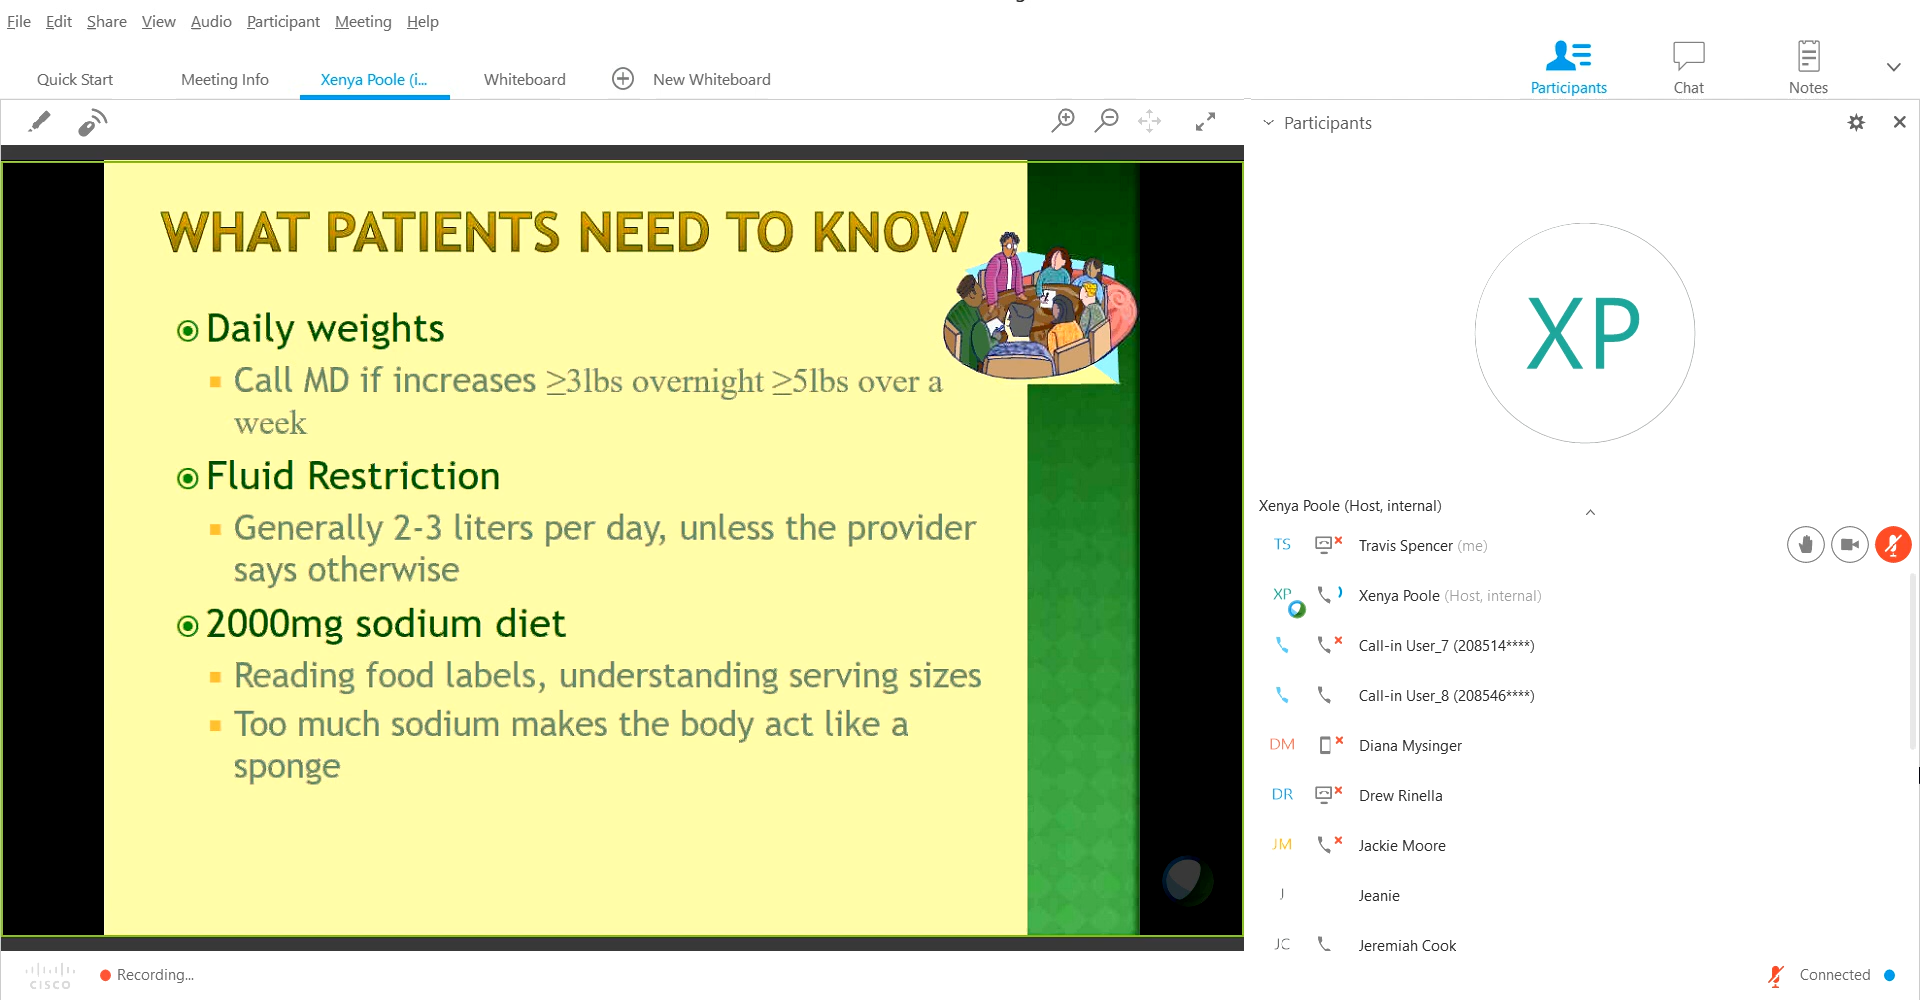 File Edit Share View Audio Participant Meeting Help
Quick Start Meeting Info Xenya Poole (i... Whiteboard New Whiteboard
Participants Chat Notes
Participants
WHAT PATIENTS NEED TO KNOW
Daily weights
Call MD if increases ≥3lbs overnight ≥5lbs over a
week
Fluid Restriction
Generally 2-3 liters per day, unless the provider
says otherwise
2000mg sodium diet
Reading food labels, understanding serving sizes
Too much sodium makes the body act like a
sponge
XP
Xenya Poole (Host, internal)
TS Travis Spencer (me)
XP Xenya Poole (Host, internal)
Call-in User_7 (208514****)
Call-in User_8 (208546****)
DM Diana Mysinger
DR Drew Rinella
JM Jackie Moore
J Jeanie
JC Jeremiah Cook
CISCO Recording...
Connected